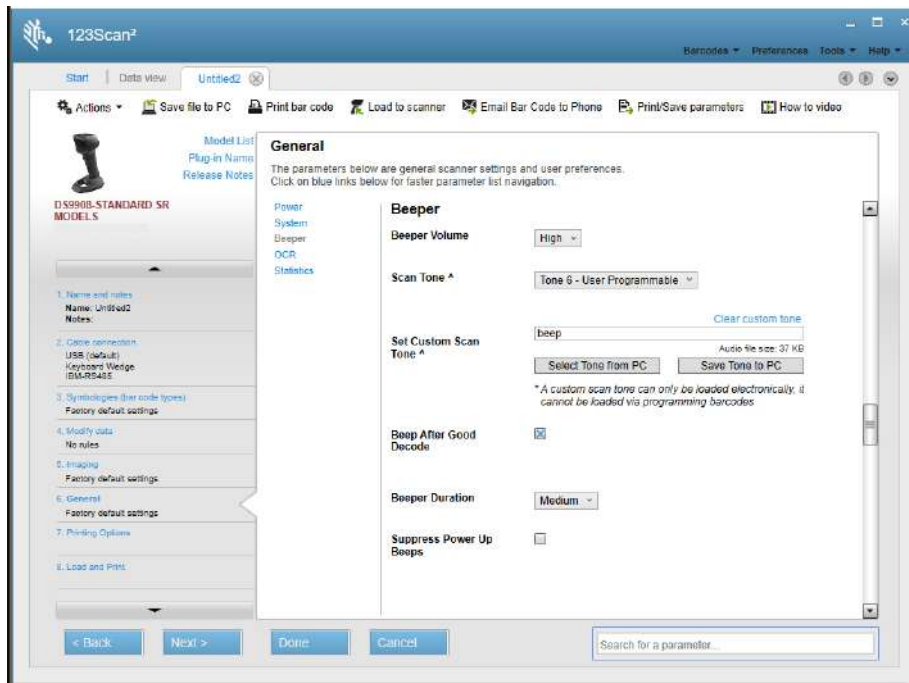 123Scan²
Barcodes Preferences Tools Help
Start Data view Untitled2
Actions Save file to PC Print bar code Load to scanner Email Bar Code to Phone Print/Save parameters How to video
Model List
Plug-in Name
Release Notes
DS9908-STANDARD SR
MODELS
1. Name and notes
Name: Untitled2
Notes:
2. Cable connection
USB (default)
Keyboard Wedge
IBM-RS485
3. Symbologies (bar code types)
Factory default settings
4. Modify data
No rules
5. Imaging
Factory default settings
6. General
Factory default settings
7. Printing Options
8. Load and Print
General
The parameters below are general scanner settings and user preferences.
Click on blue links below for faster parameter list navigation.
Power
System
Beeper
OCR
Statistics
Beeper
Beeper Volume High
Scan Tone ^ Tone 6 - User Programmable
Clear custom tone
Set Custom Scan
Tone ^
beep
Audio file size: 37 KB
Select Tone from PC Save Tone to PC
* A custom scan tone can only be loaded electronically, it
cannot be loaded via programming barcodes
Beep After Good
Decode
Beeper Duration Medium
Suppress Power Up
Beeps
< Back Next > Done Cancel Search for a parameter...